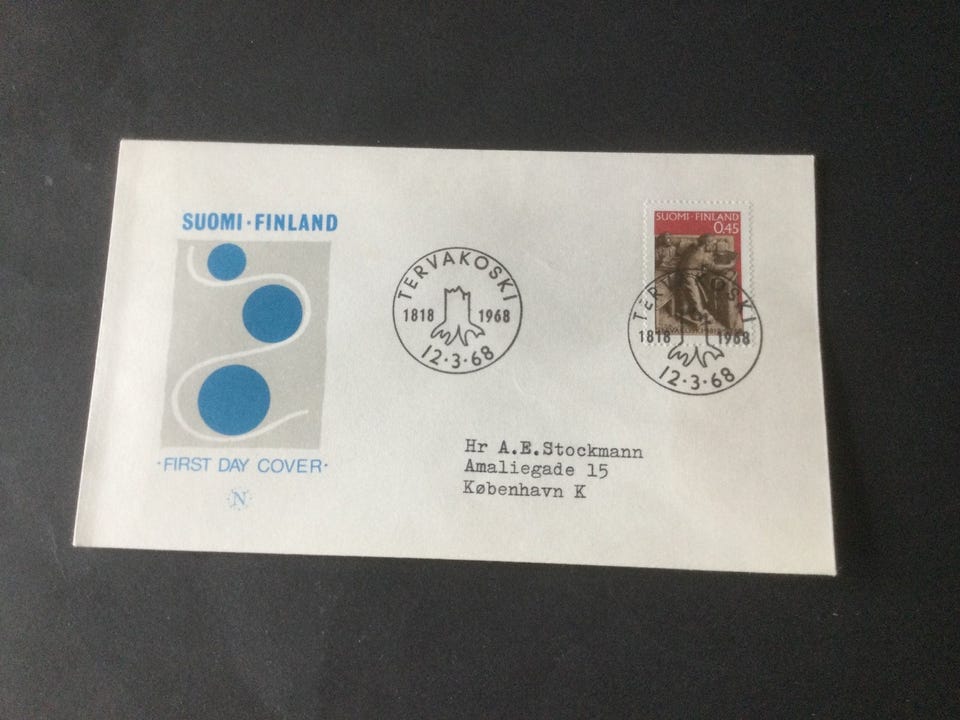 SUOMI·FINLAND
·FIRST DAY COVER·
N
TERVAKOSKI
1818 1968
12·3·68
SUOMI-FINLAND
0.45
TERVAKOSKI
1818 1968
12·3·68
Hr A.E.Stockmann
Amaliegade 15
København K